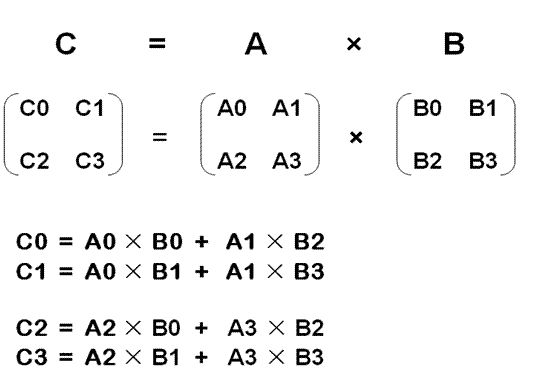 C = A × B
C0 C1 A0 A1 B0 B1
= ×
C2 C3 A2 A3 B2 B3
C0 = A0 × B0 + A1 × B2
C1 = A0 × B1 + A1 × B3
C2 = A2 × B0 + A3 × B2
C3 = A2 × B1 + A3 × B3